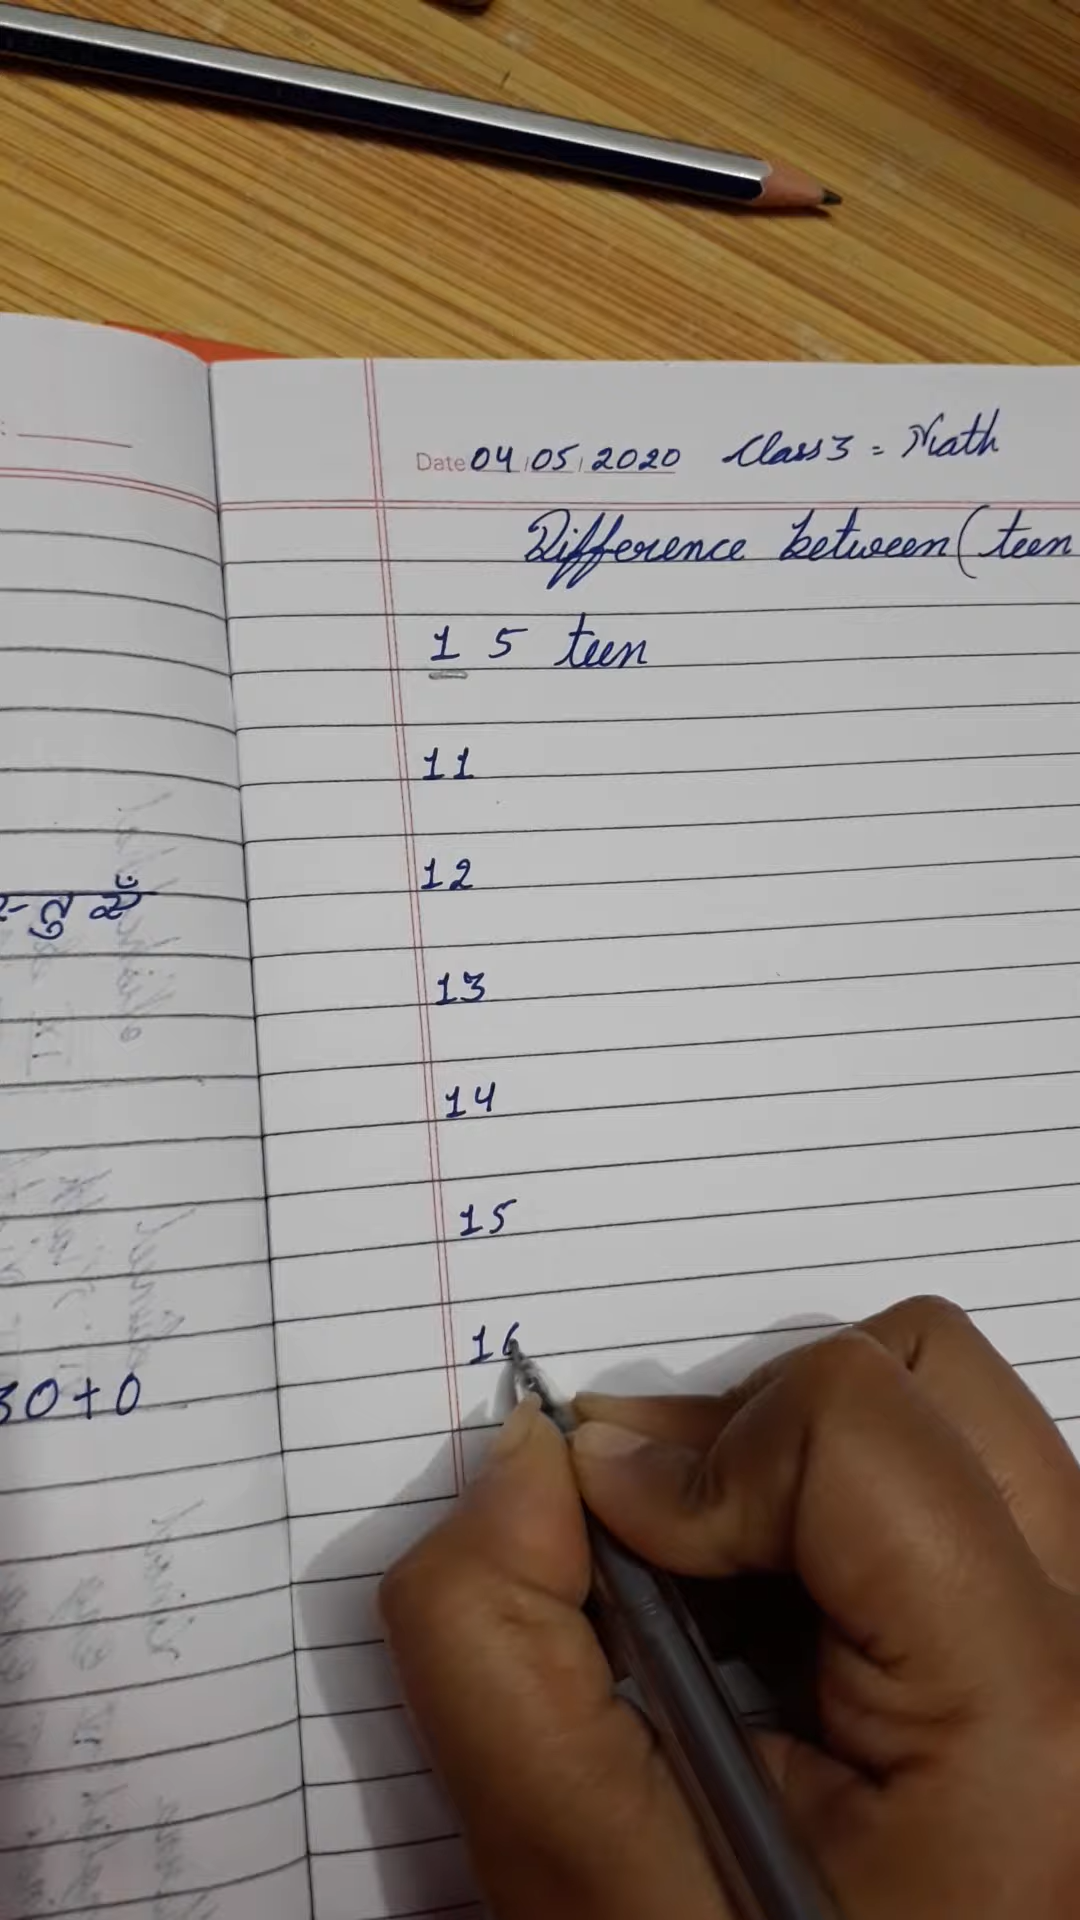 Date 04 05 2020 Class 3 = Math
Difference between (teen
1 5 teen
11
12
13
14
15
16
30+0